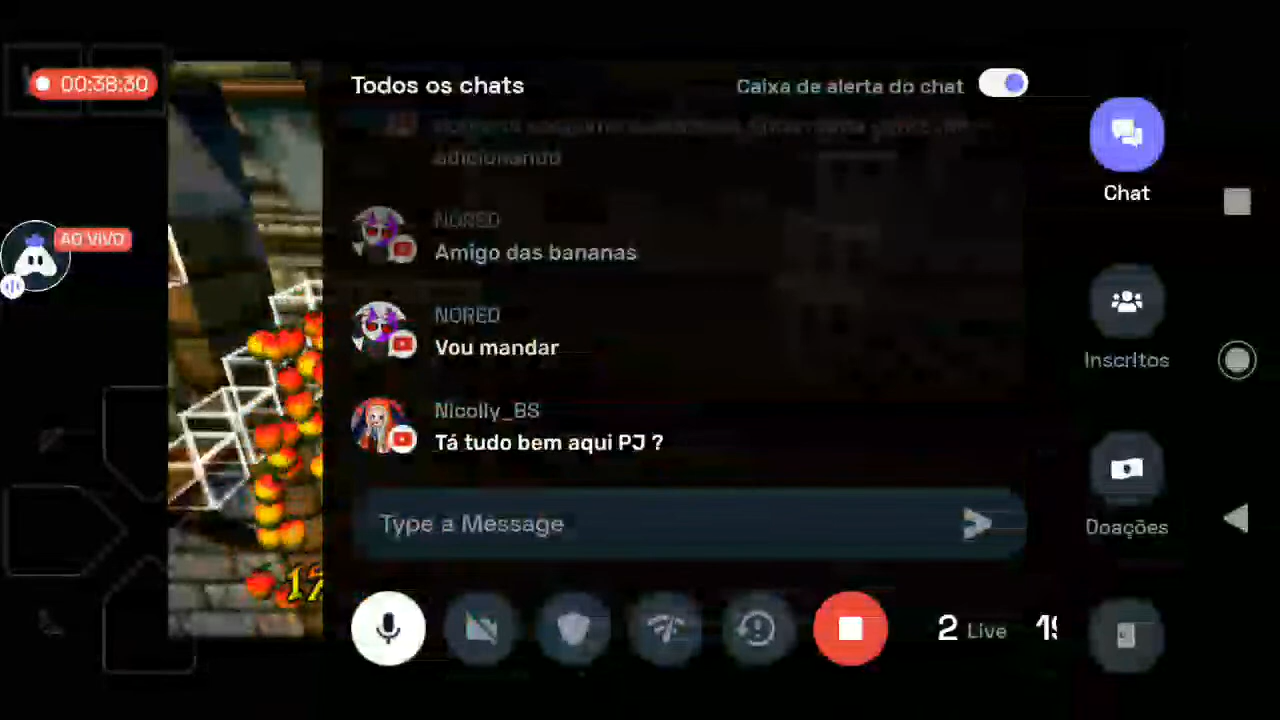 00:38:30
Todos os chats
Caixa de alerta do chat
adicionando
Chat
NORED
Amigo das bananas
AO VIVO
NORED
Vou mandar
Inscritos
Nicolly_BS
Tá tudo bem aqui PJ ?
Type a Message
Doações
17
2 Live